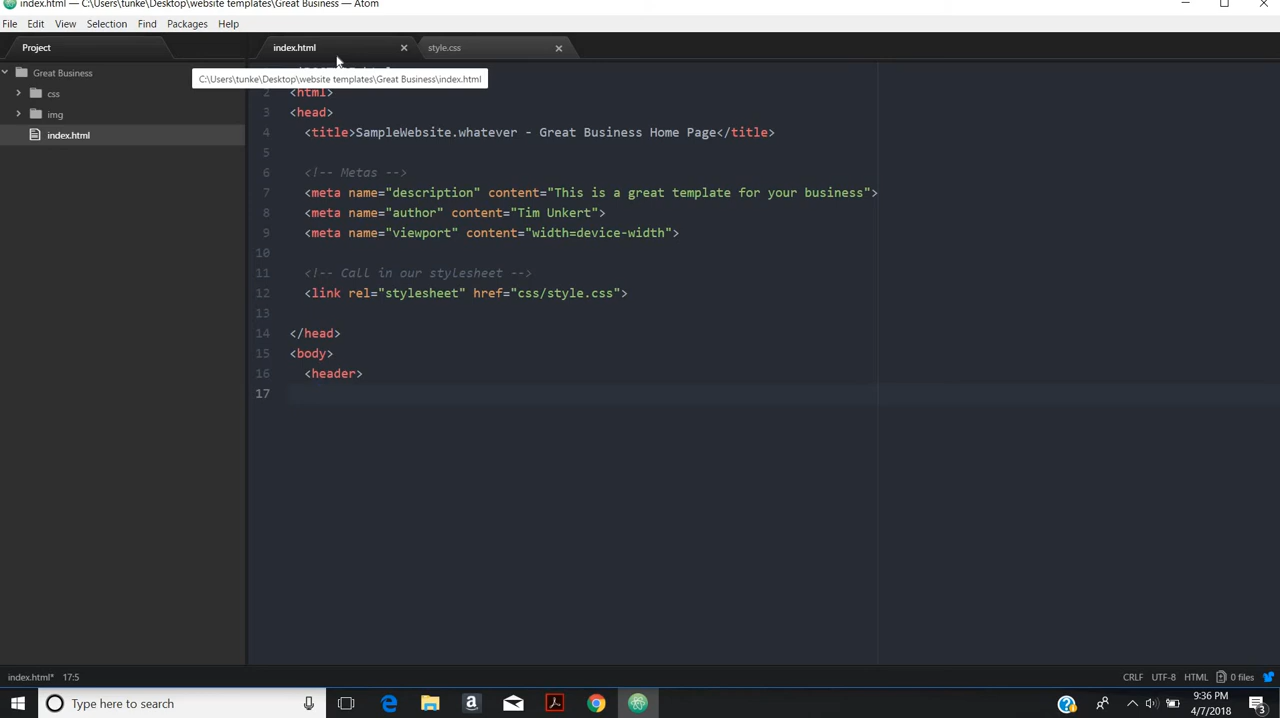 index.html — C:\Users\tunke\Desktop\website templates\Great Business — Atom
File Edit View Selection Find Packages Help
Project
index.html
style.css
Great Business
css
img
index.html
C:\Users\tunke\Desktop\website templates\Great Business\index.html
2 <html>
3 <head>
4 <title>SampleWebsite.whatever - Great Business Home Page</title>
5
6 <!-- Metas -->
7 <meta name="description" content="This is a great template for your business">
8 <meta name="author" content="Tim Unkert">
9 <meta name="viewport" content="width=device-width">
10
11 <!-- Call in our stylesheet -->
12 <link rel="stylesheet" href="css/style.css">
13
14 </head>
15 <body>
16 <header>
17
index.html* 17:5
CRLF UTF-8 HTML 0 files
Type here to search
9:36 PM
4/7/2018
3